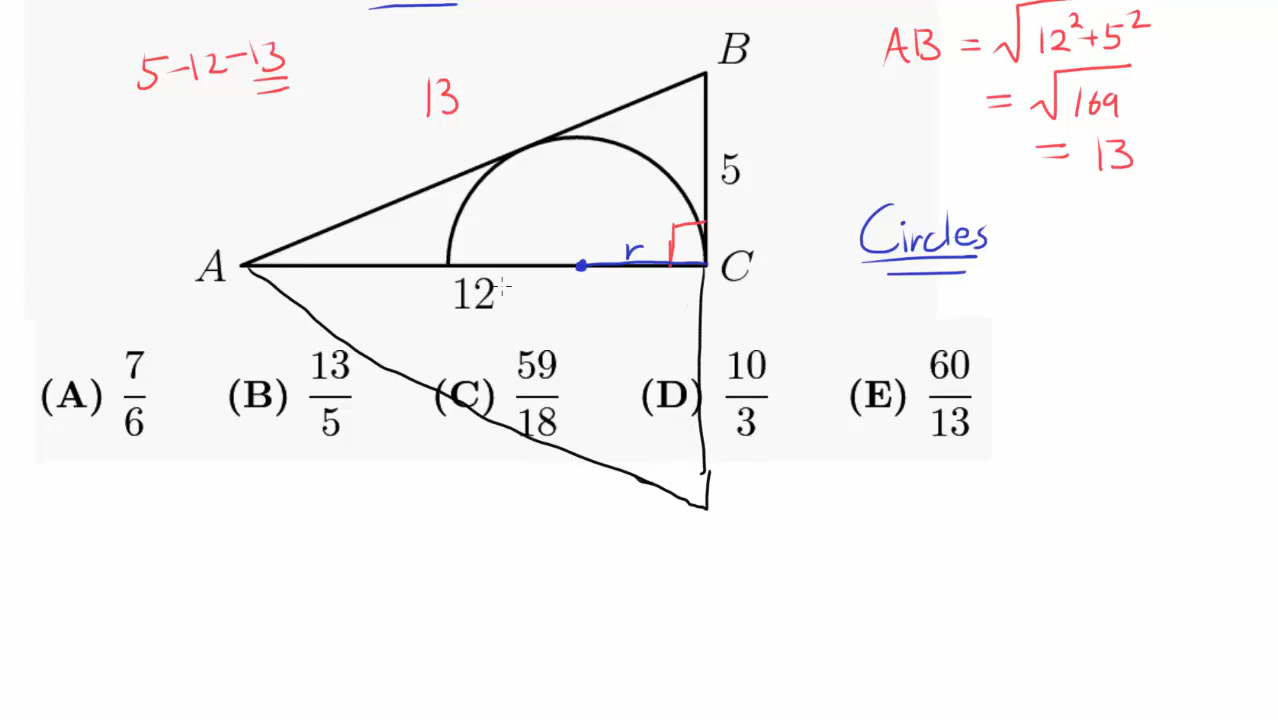 5-12-13
13
AB = √12²+5²
= √169
= 13
B
5
Circles
r
A
C
12
(A) 7/6 (B) 13/5 (C) 59/18 (D) 10/3 (E) 60/13